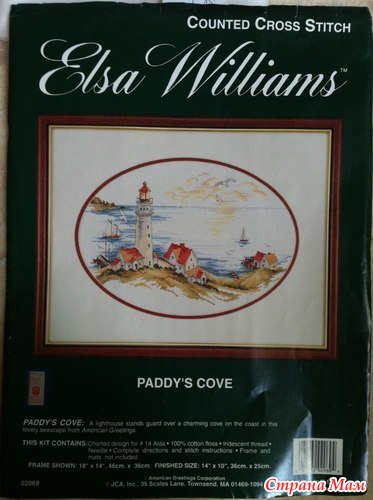 COUNTED CROSS STITCH
Elsa Williams™
PADDY'S COVE
PADDY'S COVE: A lighthouse stands guard over a charming cove on the coast in this
lovely seascape from American Greetings.
THIS KIT CONTAINS: Charted design for # 14 Aida • 100% cotton floss • Iridescent thread •
Needle • Complete directions and stitch instructions • Frame and
mats not included.
FRAME SHOWN: 18" x 14", 46cm x 36cm. FINISHED SIZE: 14" x 10", 36cm x 25cm.
American Greetings Corporation
02069 © JCA, Inc., 35 Scales Lane, Townsend, MA 01469-1094
Страна Мам